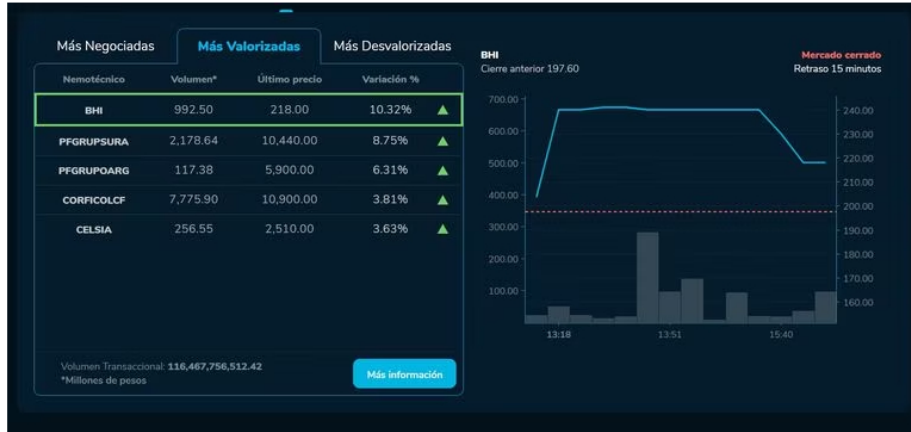 Más Negociadas Más Valorizadas Más Desvalorizadas
Nemotécnico Volumen* Último precio Variación %
BHI 992.50 218.00 10.32%
PFGRUPSURA 2,178.64 10,440.00 8.75%
PFGRUPOARG 117.38 5,900.00 6.31%
CORFICOLCF 7,775.90 10,900.00 3.81%
CELSIA 256.55 2,510.00 3.63%
Volumen Transaccional: 116,467,756,512.42
*Millones de pesos
Más información
BHI Mercado cerrado
Cierre anterior 197.60 Retraso 15 minutos
700.00
600.00
500.00
400.00
300.00
200.00
100.00
240.00
230.00
220.00
210.00
200.00
190.00
180.00
170.00
160.00
13:18 13:51 15:40